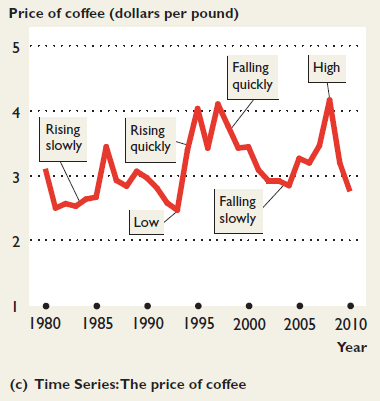 Price of coffee (dollars per pound)
5
4
3
2
1
Falling
quickly
High
Rising
slowly
Rising
quickly
Low
Falling
slowly
1980 1985 1990 1995 2000 2005 2010
Year
(c) Time Series: The price of coffee